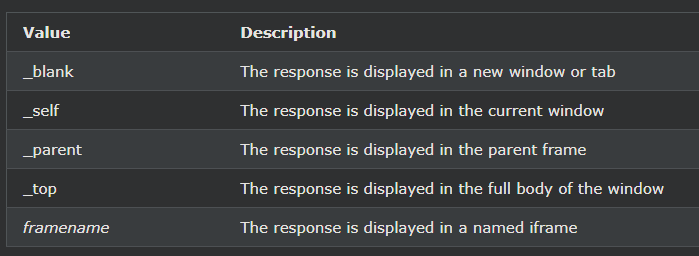 Value Description
_blank The response is displayed in a new window or tab
_self The response is displayed in the current window
_parent The response is displayed in the parent frame
_top The response is displayed in the full body of the window
framename The response is displayed in a named iframe